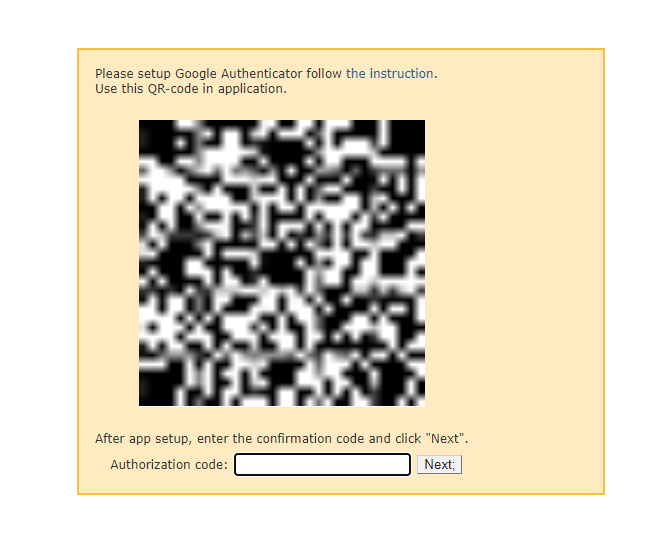 Please setup Google Authenticator follow the instruction.
Use this QR-code in application.
After app setup, enter the confirmation code and click "Next".
Authorization code:
Next;